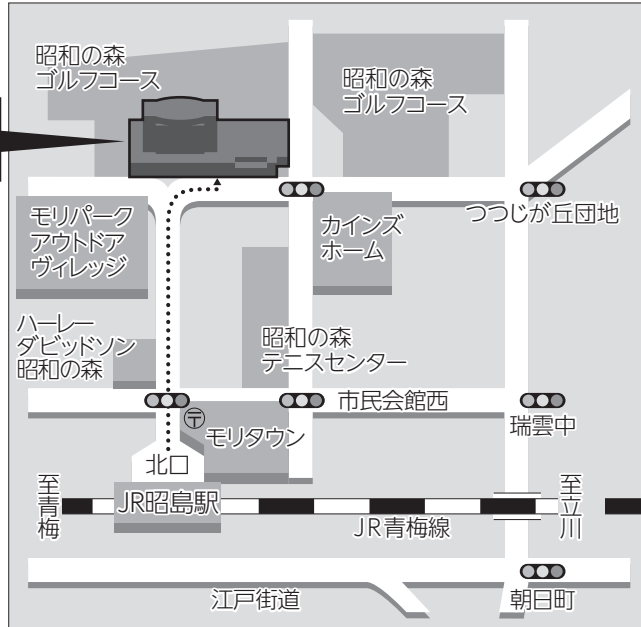 昭和の森
ゴルフコース
昭和の森
ゴルフコース
モリパーク
アウトドア
ヴィレッジ
カインズ
ホーム
つつじが丘団地
ハーレー
ダビッドソン
昭和の森
昭和の森
テニスセンター
市民会館西
瑞雲中
〶
モリタウン
北口
至青梅
JR昭島駅
JR青梅線
至立川
江戸街道
朝日町